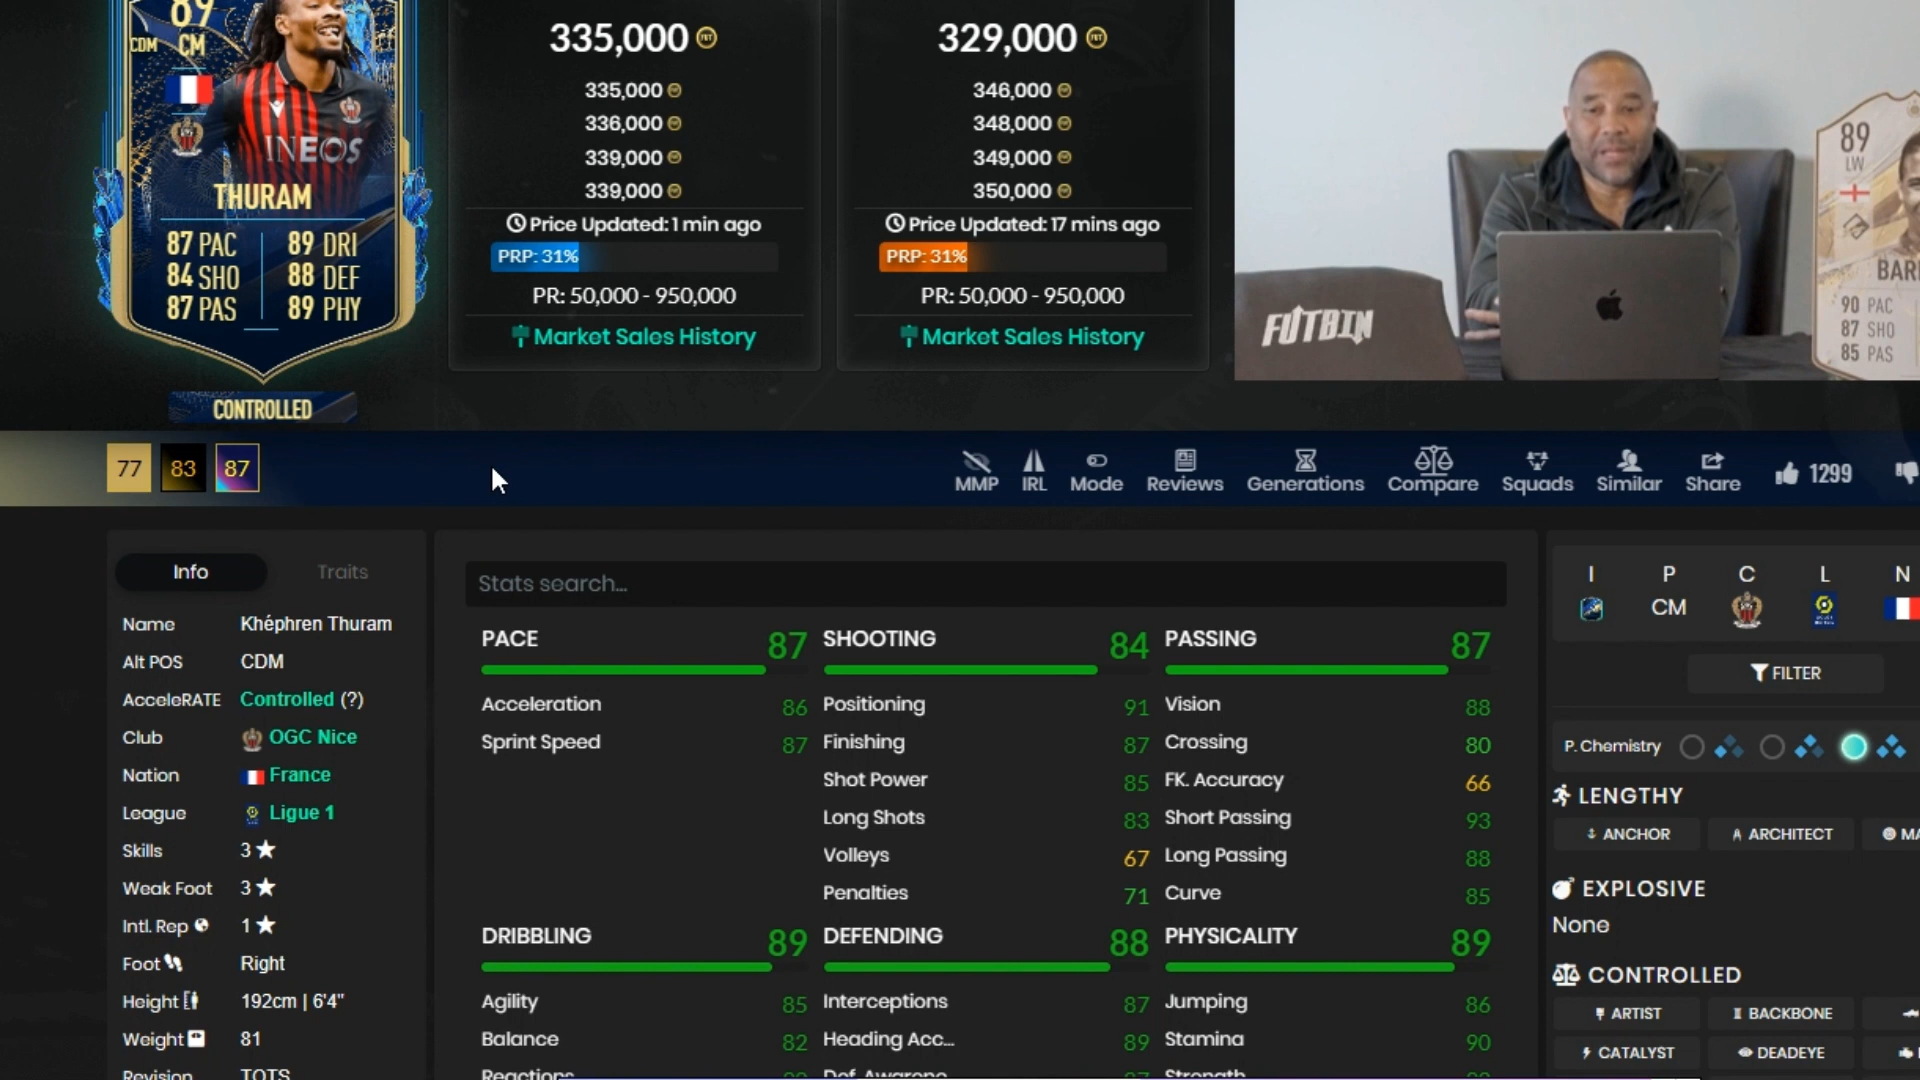 89
CDM CM
INEOS
THURAM
87 PAC 89 DRI
84 SHO 88 DEF
87 PAS 89 PHY
CONTROLLED
335,000
335,000
336,000
339,000
339,000
Price Updated: 1 min ago
PRP: 31%
PR: 50,000 - 950,000
Market Sales History
329,000
346,000
348,000
349,000
350,000
Price Updated: 17 mins ago
PRP: 31%
PR: 50,000 - 950,000
Market Sales History
FUTBIN
89
LW
BAR
90 PAC
87 SHO
85 PAS
77 83 87
MMP IRL Mode Reviews Generations Compare Squads Similar Share 1299
Info Traits
Name Khéphren Thuram
Alt POS CDM
AcceleRATE Controlled (?)
Club OGC Nice
Nation France
League Ligue 1
Skills 3
Weak Foot 3
Intl. Rep 1
Foot Right
Height 192cm | 6'4"
Weight 81
Revision TOTS
Stats search...
PACE 87
Acceleration 86
Sprint Speed 87
SHOOTING 84
Positioning 91
Finishing 87
Shot Power 85
Long Shots 83
Volleys 67
Penalties 71
PASSING 87
Vision 88
Crossing 80
FK. Accuracy 66
Short Passing 93
Long Passing 88
Curve 85
DRIBBLING 89
Agility 85
Balance 82
Reactions
DEFENDING 88
Interceptions 87
Heading Acc... 89
Def. Awarene...
PHYSICALITY 89
Jumping 86
Stamina 90
Strength
I P C L N
CM
FILTER
P. Chemistry
LENGTHY
ANCHOR ARCHITECT MA
EXPLOSIVE
None
CONTROLLED
ARTIST BACKBONE
CATALYST DEADEYE